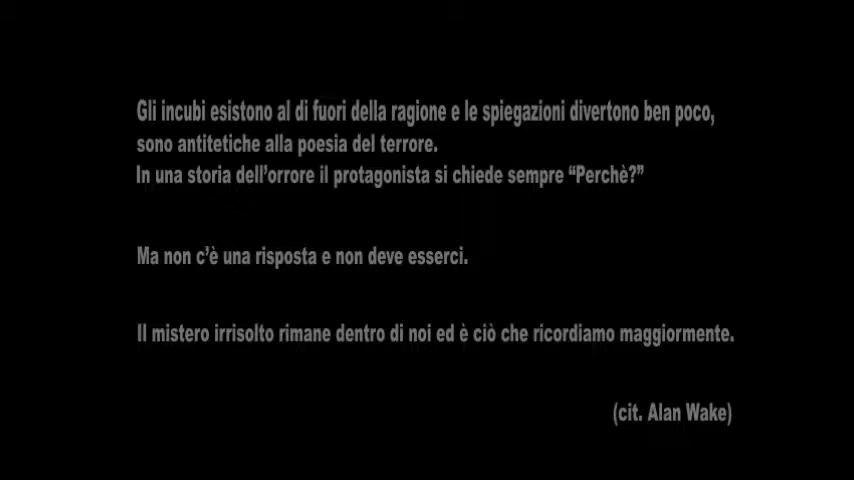 Gli incubi esistono al di fuori della ragione e le spiegazioni divertono ben poco,
sono antitetiche alla poesia del terrore.
In una storia dell'orrore il protagonista si chiede sempre “Perchè?”
Ma non c'è una risposta e non deve esserci.
Il mistero irrisolto rimane dentro di noi ed è ciò che ricordiamo maggiormente.
(cit. Alan Wake)